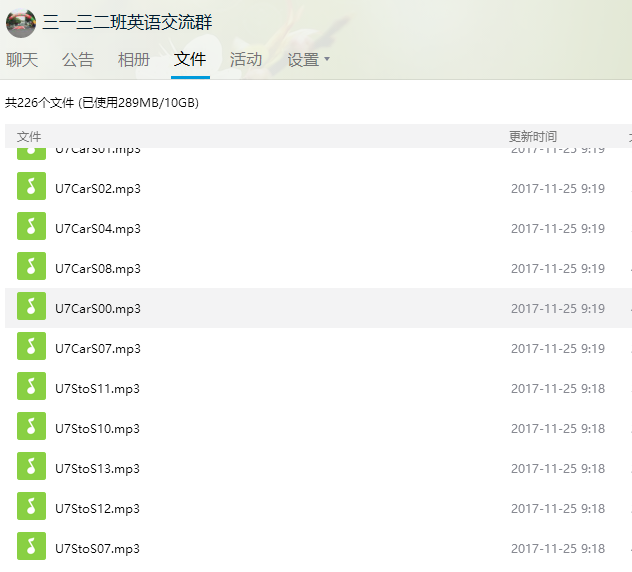 三一三二班英语交流群
聊天 公告 相册 文件 活动 设置
共226个文件 (已使用289MB/10GB)
文件 更新时间
U7CarS01.mp3 2017-11-25 9:19
U7CarS02.mp3 2017-11-25 9:19
U7CarS04.mp3 2017-11-25 9:19
U7CarS08.mp3 2017-11-25 9:19
U7CarS00.mp3 2017-11-25 9:19
U7CarS07.mp3 2017-11-25 9:19
U7StoS11.mp3 2017-11-25 9:18
U7StoS10.mp3 2017-11-25 9:18
U7StoS13.mp3 2017-11-25 9:18
U7StoS12.mp3 2017-11-25 9:18
U7StoS07.mp3 2017-11-25 9:18